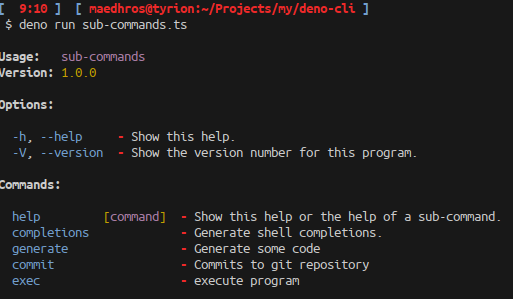 [ 9:10 ] [ maedhros@tyrion:~/Projects/my/deno-cli ]
$ deno run sub-commands.ts
Usage: sub-commands
Version: 1.0.0
Options:
-h, --help - Show this help.
-V, --version - Show the version number for this program.
Commands:
help [command] - Show this help or the help of a sub-command.
completions - Generate shell completions.
generate - Generate some code
commit - Commits to git repository
exec - execute program